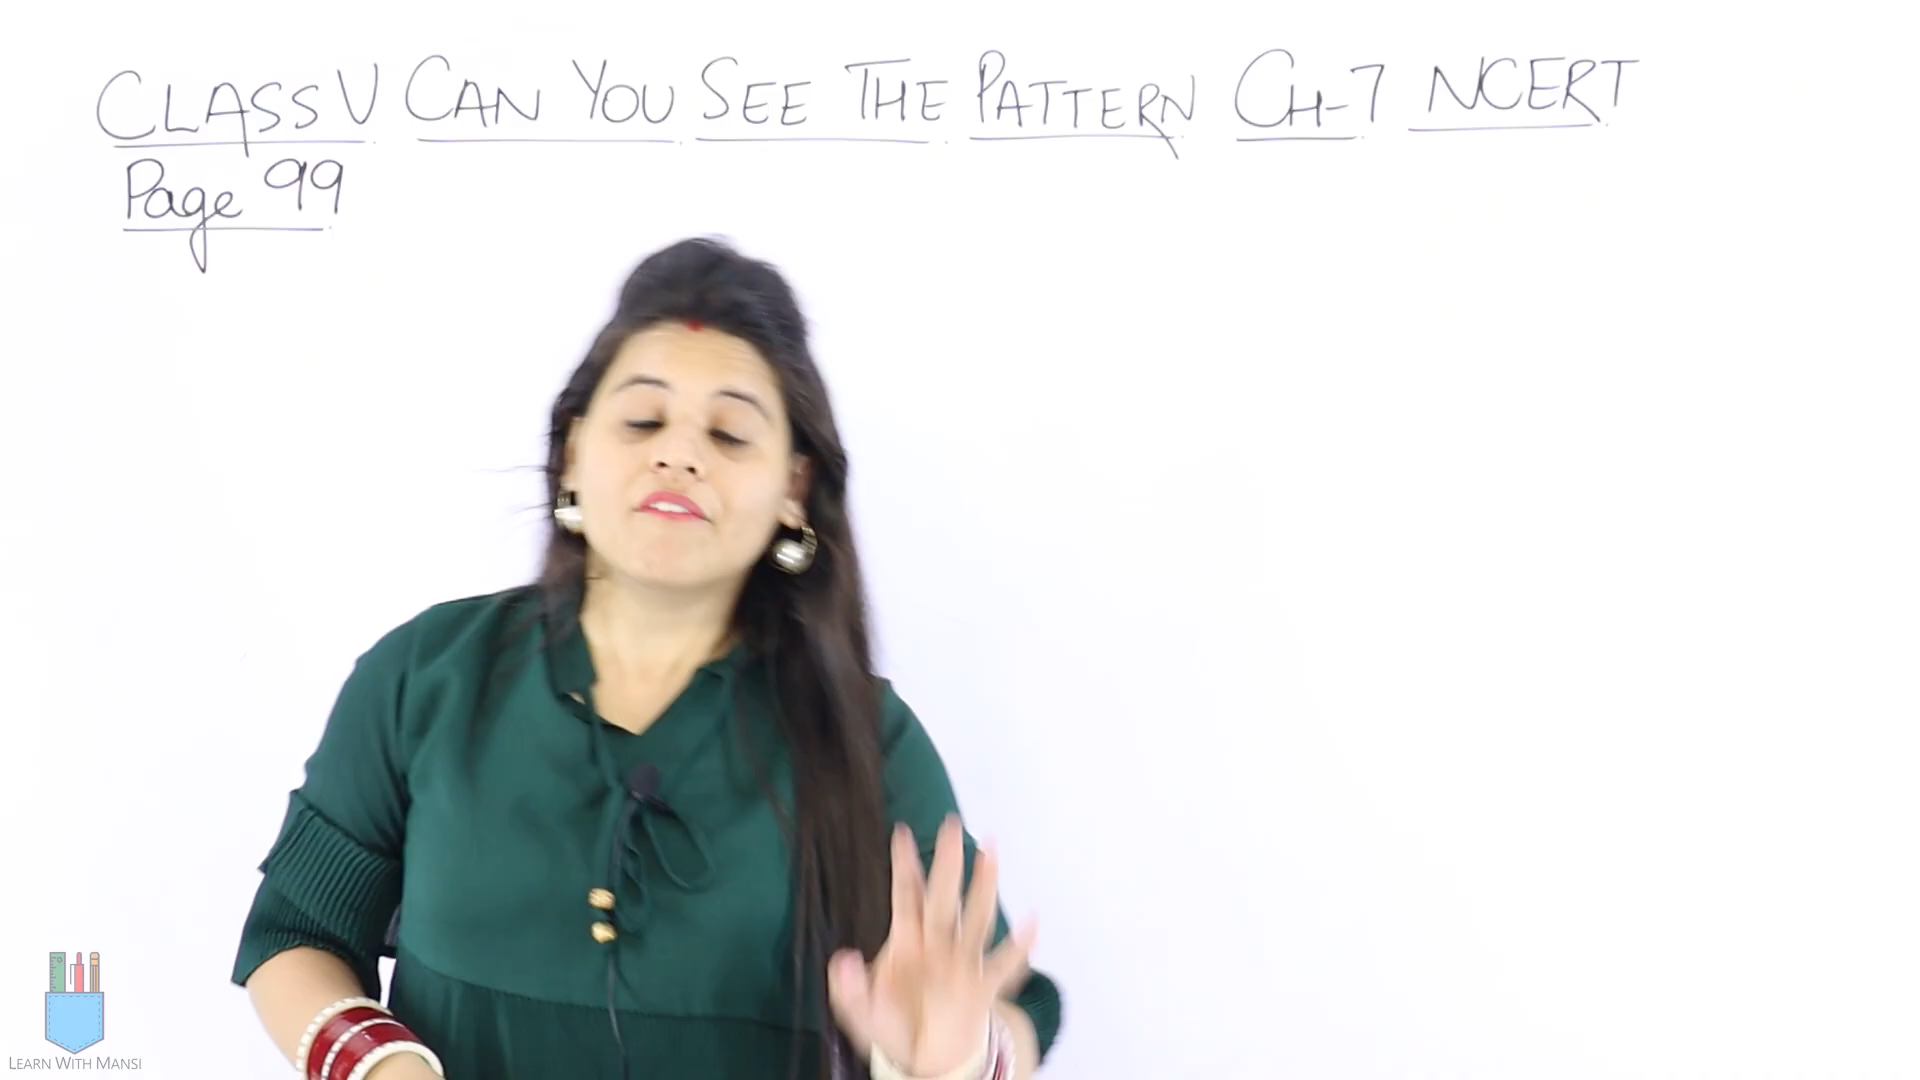 CLASS V CAN YOU SEE THE PATTERN CH-7 NCERT
Page 99
LEARN WITH MANSI